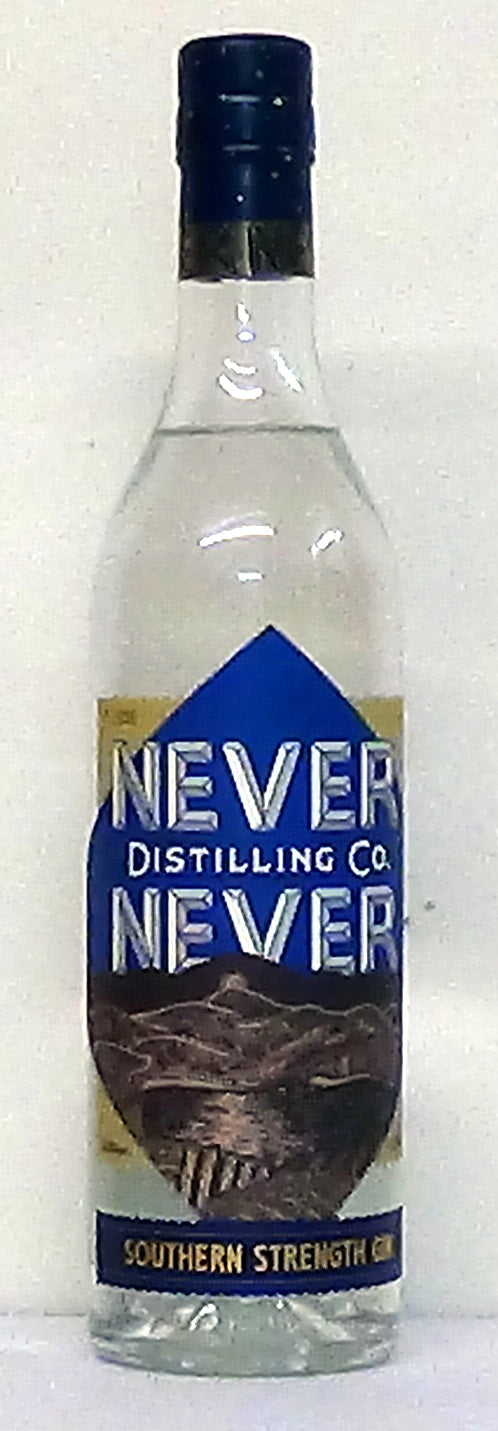 NEVER
DISTILLING CO.
NEVER
SOUTHERN STRENGTH GIN